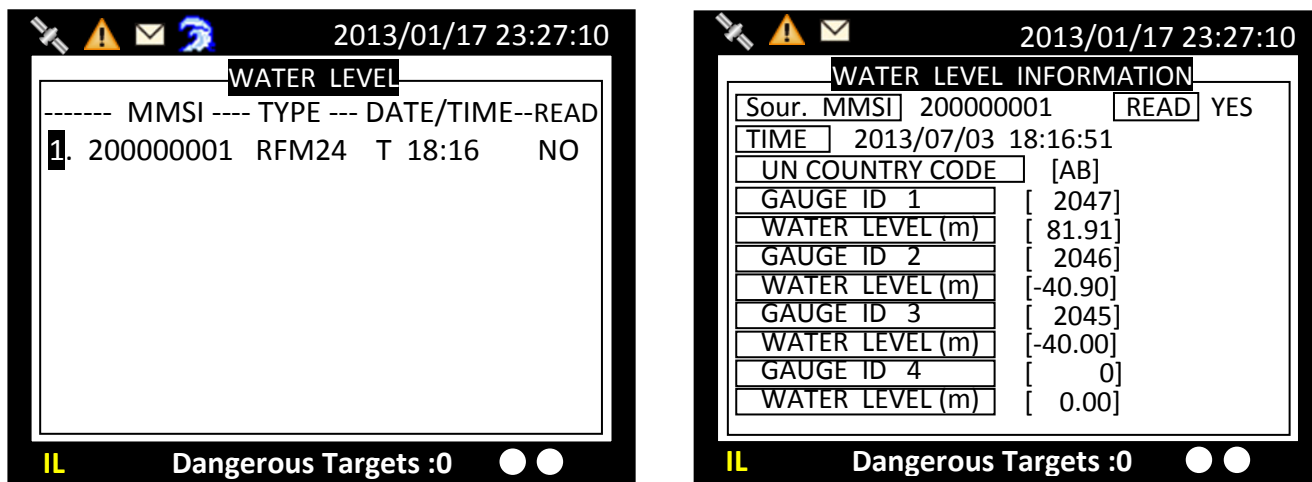 2013/01/17 23:27:10
WATER LEVEL
------- MMSI ---- TYPE --- DATE/TIME--READ
1. 200000001 RFM24 T 18:16 NO
IL Dangerous Targets :0
2013/01/17 23:27:10
WATER LEVEL INFORMATION
Sour. MMSI 200000001 READ YES
TIME 2013/07/03 18:16:51
UN COUNTRY CODE [AB]
GAUGE ID 1 [ 2047]
WATER LEVEL (m) [ 81.91]
GAUGE ID 2 [ 2046]
WATER LEVEL (m) [-40.90]
GAUGE ID 3 [ 2045]
WATER LEVEL (m) [-40.00]
GAUGE ID 4 [ 0]
WATER LEVEL (m) [ 0.00]
IL Dangerous Targets :0